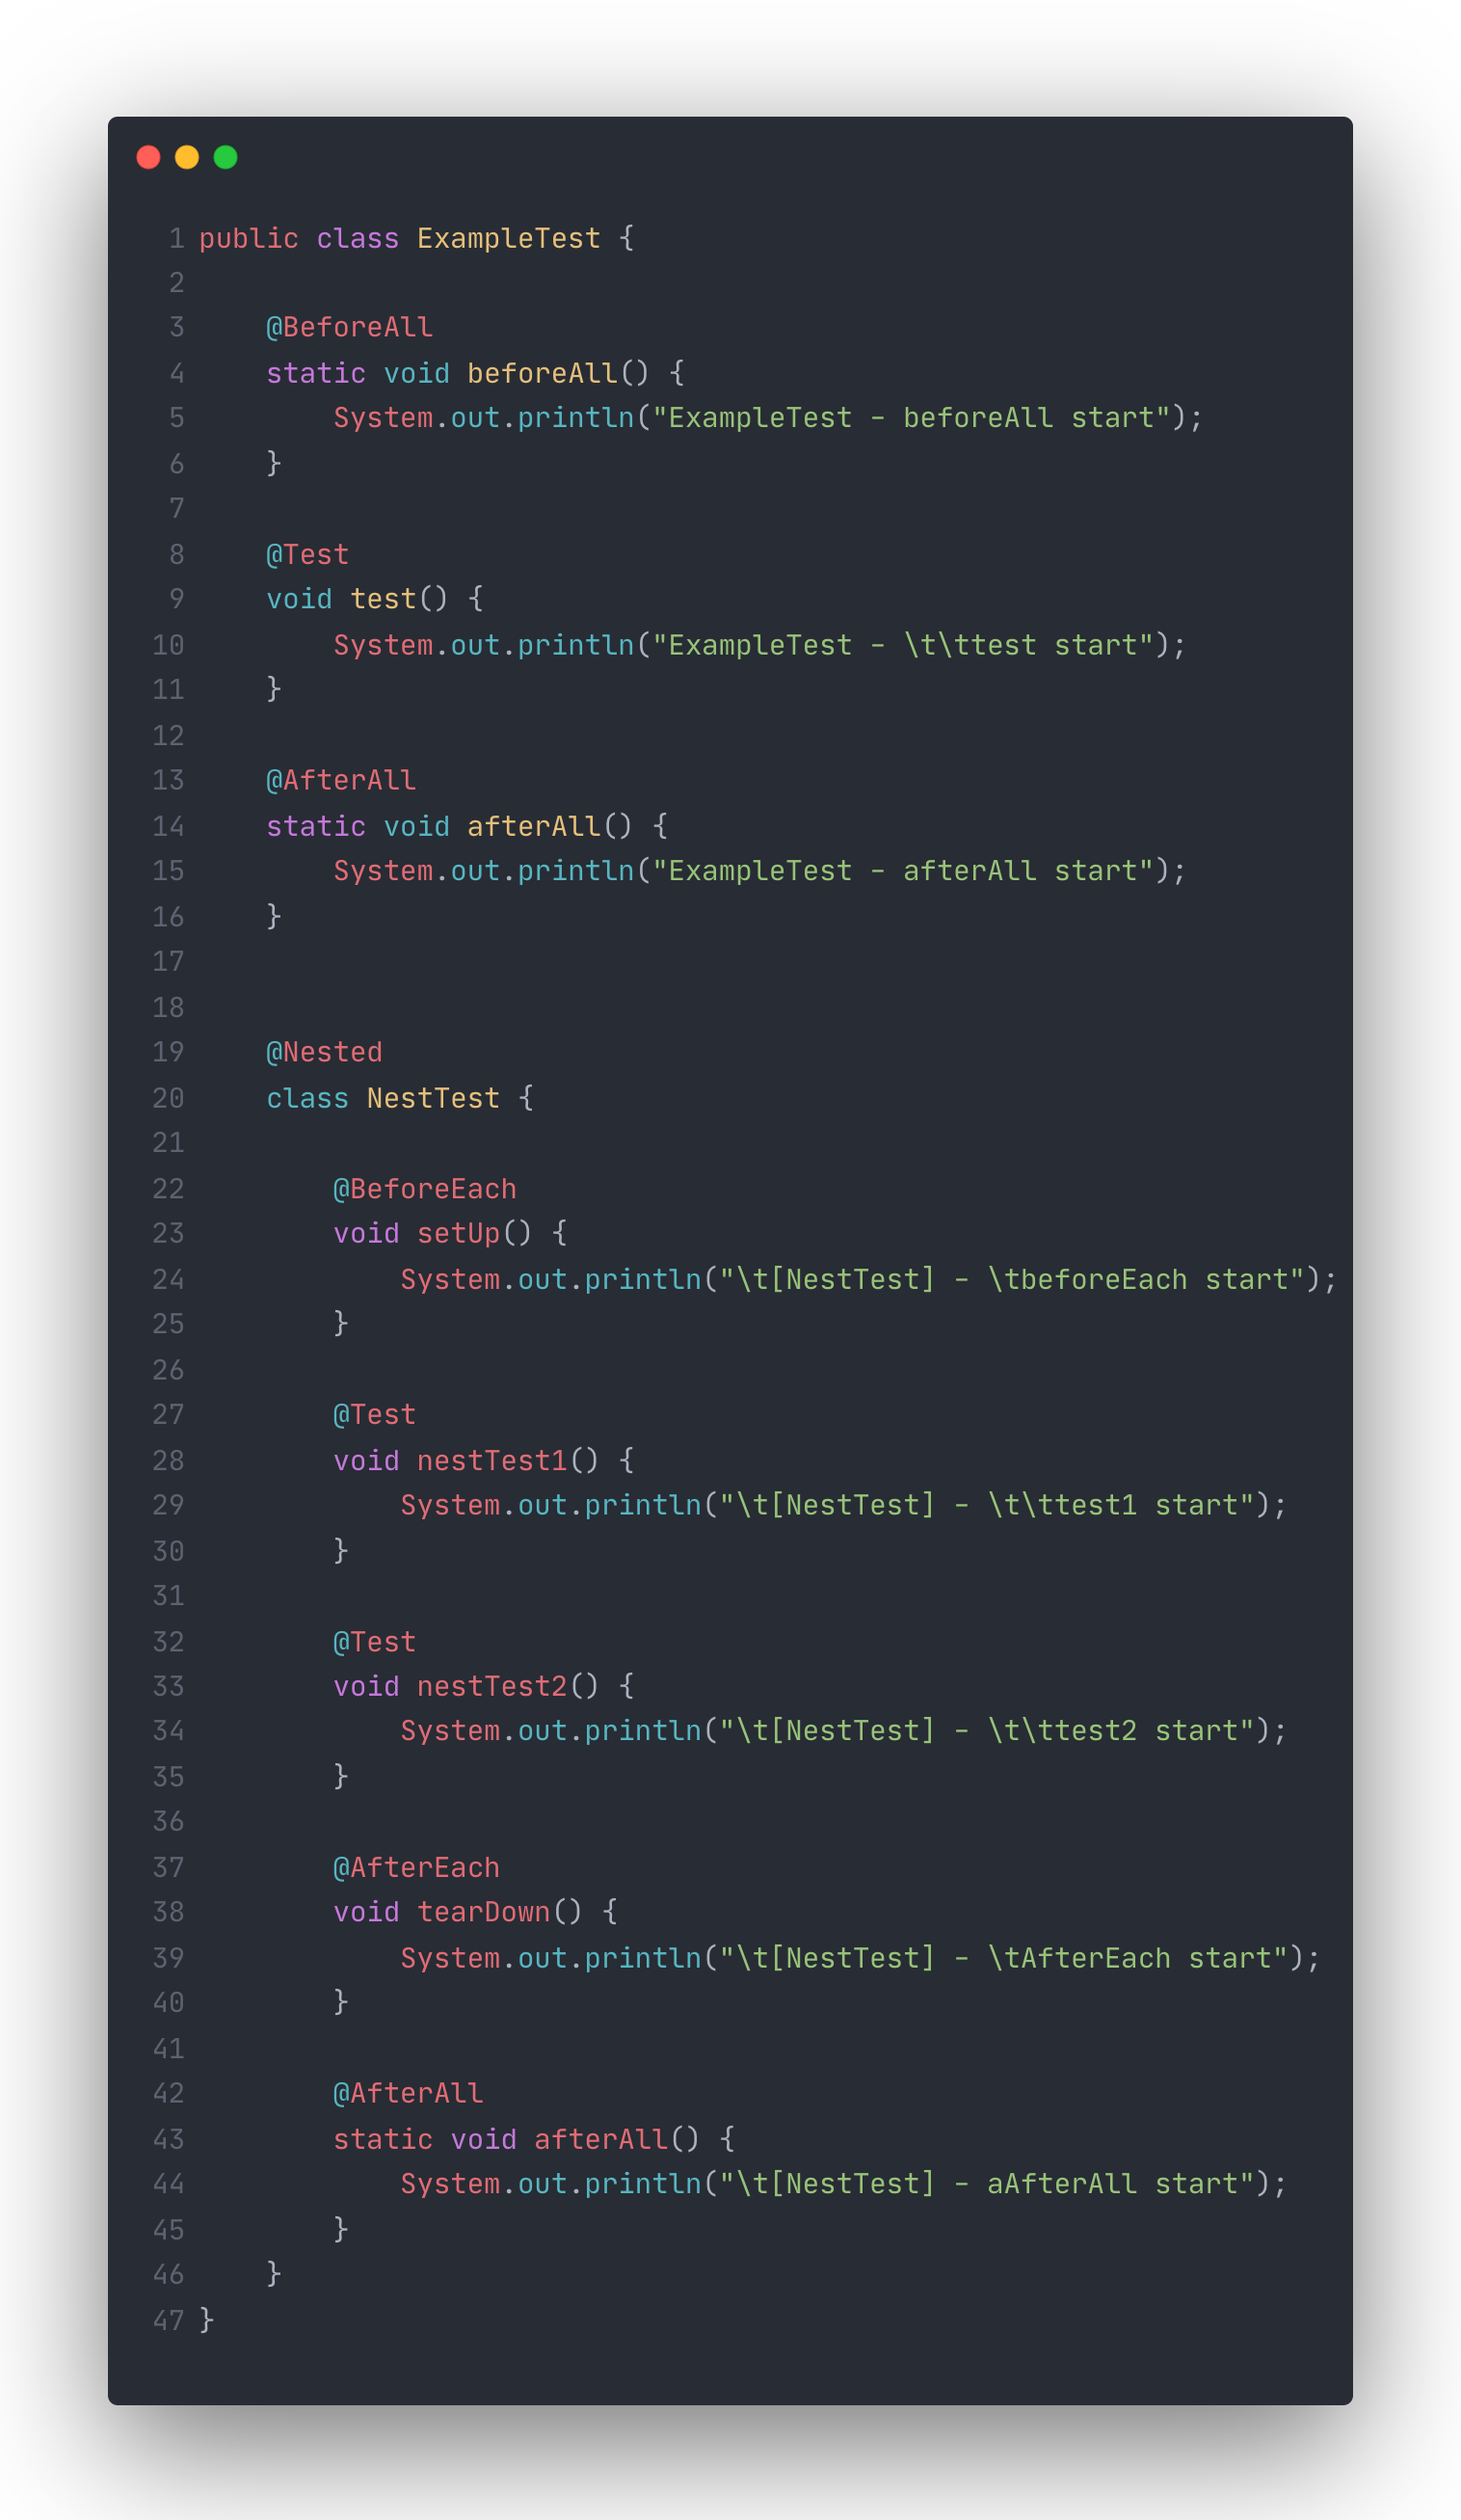 1 public class ExampleTest {
2
3     @BeforeAll
4     static void beforeAll() {
5         System.out.println("ExampleTest - beforeAll start");
6     }
7
8     @Test
9     void test() {
10         System.out.println("ExampleTest - \t\ttest start");
11     }
12
13     @AfterAll
14     static void afterAll() {
15         System.out.println("ExampleTest - afterAll start");
16     }
17
18
19     @Nested
20     class NestTest {
21
22         @BeforeEach
23         void setUp() {
24             System.out.println("\t[NestTest] - \tbeforeEach start");
25         }
26
27         @Test
28         void nestTest1() {
29             System.out.println("\t[NestTest] - \t\ttest1 start");
30         }
31
32         @Test
33         void nestTest2() {
34             System.out.println("\t[NestTest] - \t\ttest2 start");
35         }
36
37         @AfterEach
38         void tearDown() {
39             System.out.println("\t[NestTest] - \tAfterEach start");
40         }
41
42         @AfterAll
43         static void afterAll() {
44             System.out.println("\t[NestTest] - aAfterAll start");
45         }
46     }
47 }